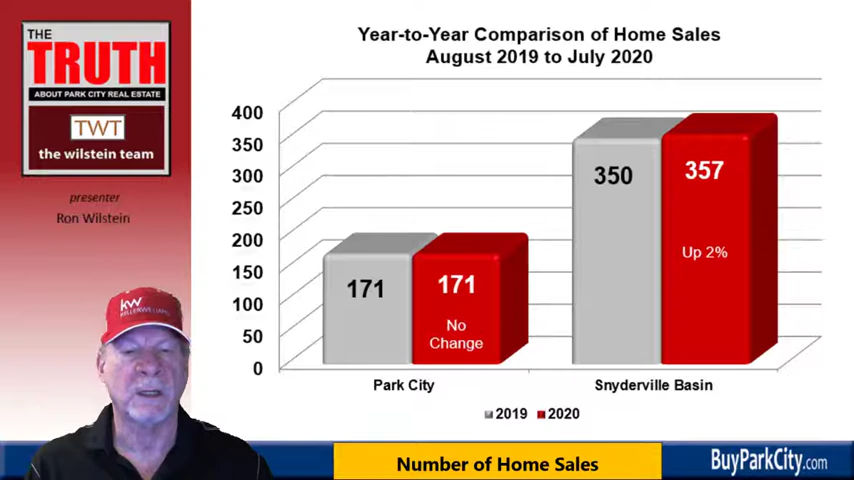 THE
TRUTH
ABOUT PARK CITY REAL ESTATE
TWT
the wilstein team
presenter
Ron Wilstein
kw
KELLERWILLIAMS
Year-to-Year Comparison of Home Sales
August 2019 to July 2020
400
350
300
250
200
150
100
50
0
171
171
No
Change
350
357
Up 2%
Park City
Snyderville Basin
2019
2020
Number of Home Sales
BuyParkCity.com